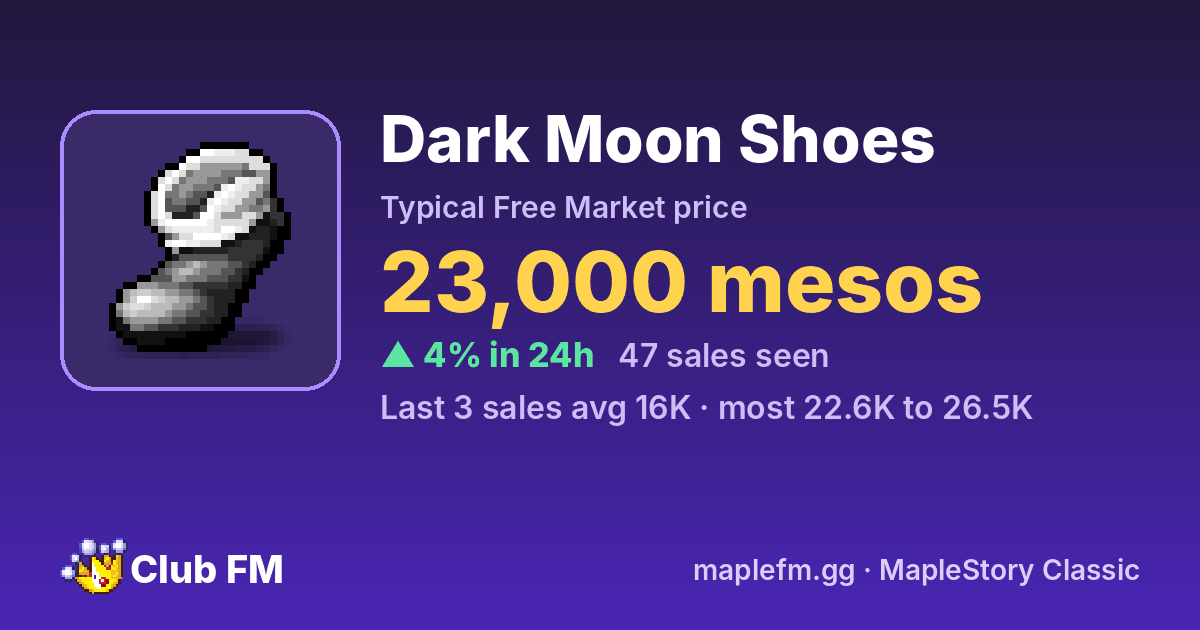 Dark Moon Shoes
Typical Free Market price
23,000 mesos
▲ 4% in 24h 47 sales seen
Last 3 sales avg 16K · most 22.6K to 26.5K
Club FM
maplefm.gg · MapleStory Classic